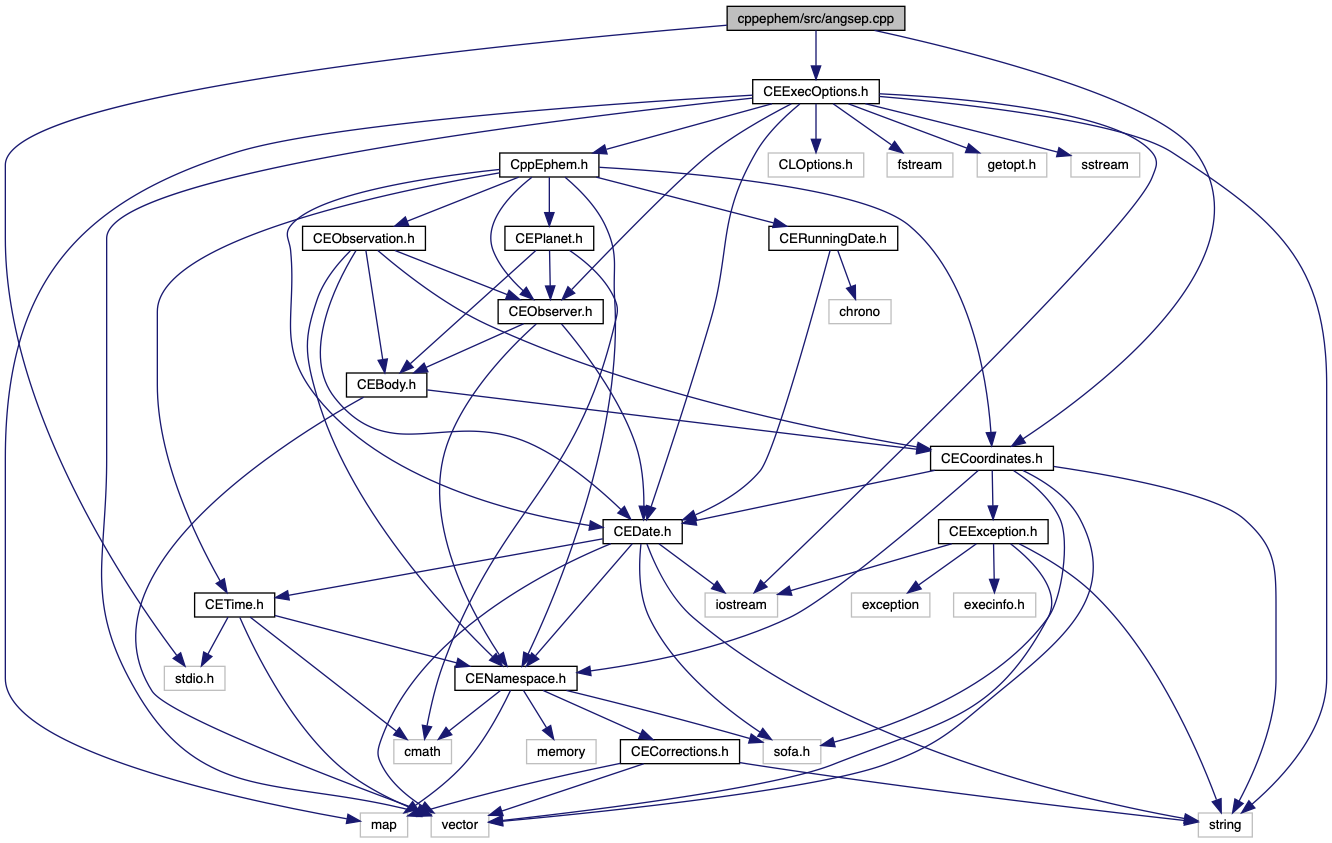 cppephem/src/angsep.cpp
CEExecOptions.h
CppEphem.h
CLOptions.h
fstream
getopt.h
sstream
CEObservation.h
CEPlanet.h
CERunningDate.h
CEObserver.h
chrono
CEBody.h
CECoordinates.h
CEDate.h
CEException.h
CETime.h
iostream
exception
execinfo.h
stdio.h
CENamespace.h
cmath
memory
CECorrections.h
sofa.h
map
vector
string